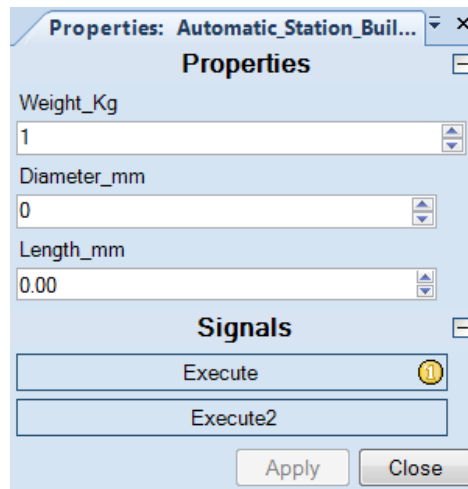 Properties: Automatic_Station_Buil...
Properties
Weight_Kg
1
Diameter_mm
0
Length_mm
0.00
Signals
Execute 1
Execute2
Apply Close